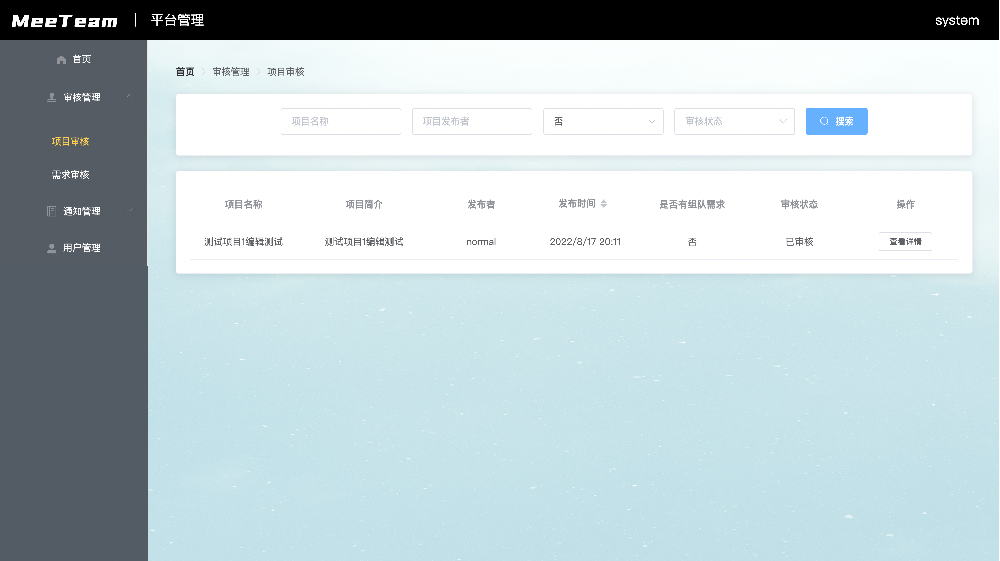 MeeTeam | 平台管理
system
首页
审核管理
项目审核
需求审核
通知管理
用户管理
首页 > 审核管理 > 项目审核
项目名称 项目发布者 否 审核状态 搜索
项目名称 项目简介 发布者 发布时间 是否有组队需求 审核状态 操作
测试项目1编辑测试 测试项目1编辑测试 normal 2022/8/17 20:11 否 已审核 查看详情